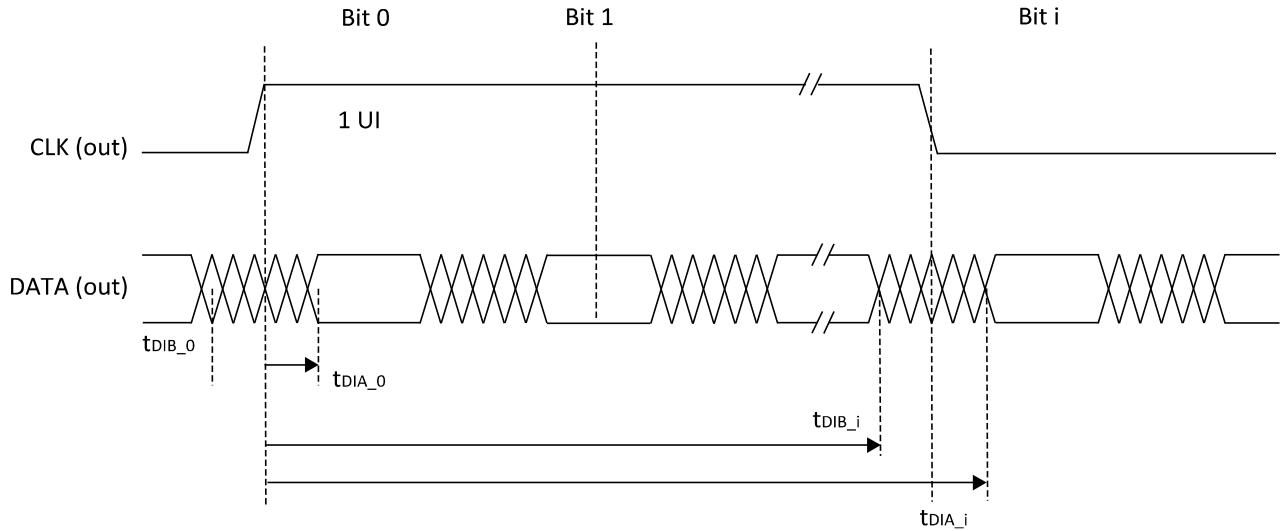 Bit 0 Bit 1 Bit i
1 UI
CLK (out)
DATA (out)
tDIB_0
tDIA_0
tDIB_i
tDIA_i